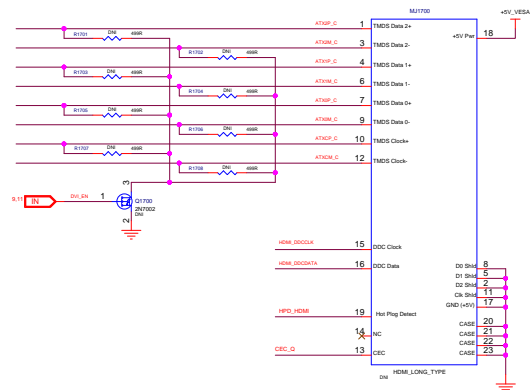 MJ1700
+5V_VESA
ATX2P_C 1 TMDS Data 2+
+5V Pwr 18
R1701 DNI 499R
ATX2M_C 3 TMDS Data 2-
R1702 DNI 499R
ATX1P_C 4 TMDS Data 1+
R1703 DNI 499R
ATX1M_C 6 TMDS Data 1-
R1704 DNI 499R
ATX0P_C 7 TMDS Data 0+
R1705 DNI 499R
ATX0M_C 9 TMDS Data 0-
R1706 DNI 499R
ATXCP_C 10 TMDS Clock+
R1707 DNI 499R
ATXCM_C 12 TMDS Clock-
R1708 DNI 499R
9,11 IN DVI_EN 1 3 2
Q1700
2N7002
DNI
HDMI_DDCCLK 15 DDC Clock
HDMI_DDCDATA 16 DDC Data
D0 Shld 8
D1 Shld 5
D2 Shld 2
Clk Shld 11
GND (+5V) 17
HPD_HDMI 19 Hot Plog Detect
CASE 20
14 NC
CASE 21
CASE 22
CEC_Q 13 CEC
CASE 23
HDMI_LONG_TYPE
DNI